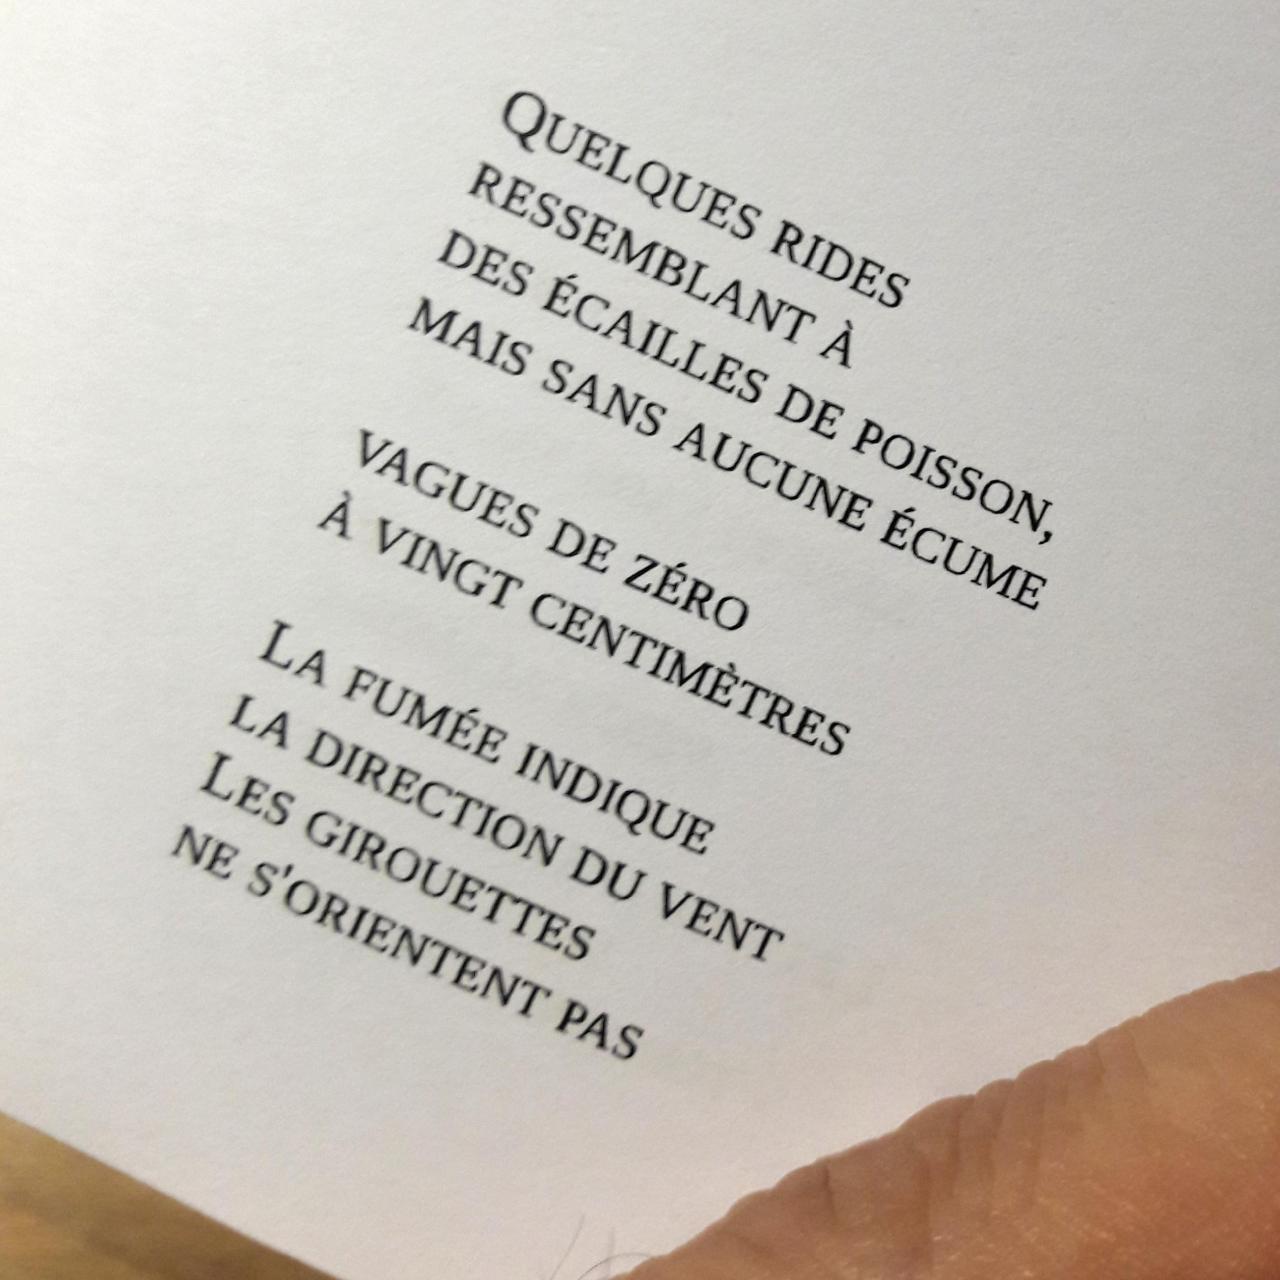 Quelques rides
ressemblant à
des écailles de poisson,
mais sans aucune écume
vagues de zéro
à vingt centimètres
La fumée indique
la direction du vent
Les girouettes
ne s'orientent pas